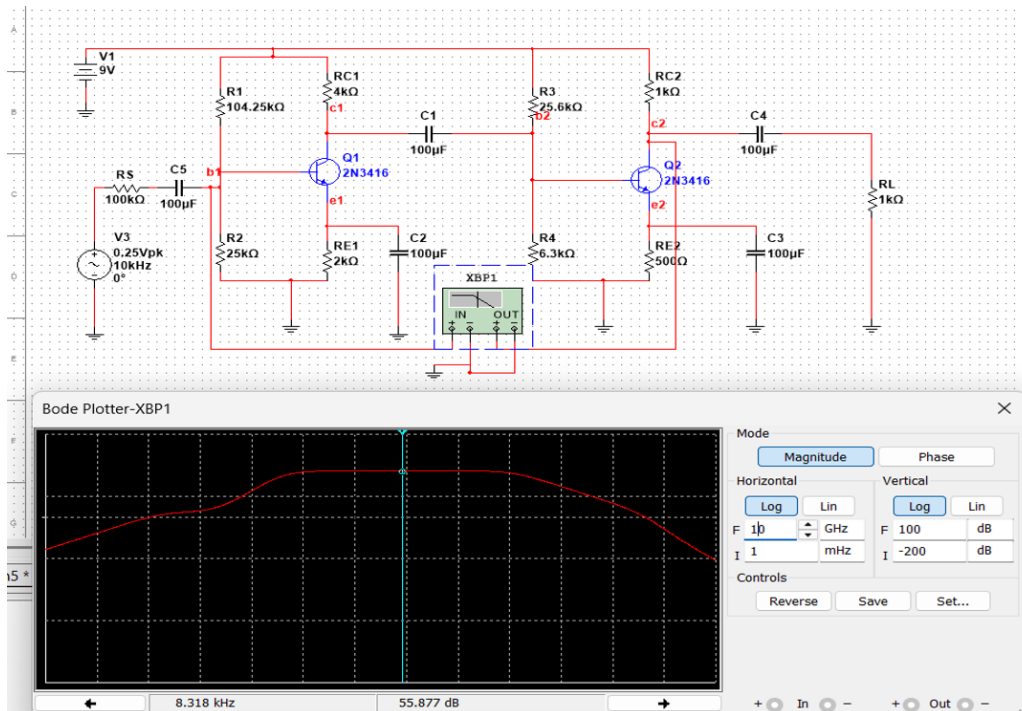 A
B
C
D
E
F
G
V1
9V
R1
104.25kΩ
RC1
4kΩ
c1
C1
100µF
R3
25.6kΩ
b2
RC2
1kΩ
c2
C4
100µF
RS
100kΩ
C5
100µF
b1
Q1
2N3416
Q2
2N3416
RL
1kΩ
e1
e2
V3
0.25Vpk
10kHz
0°
R2
25kΩ
RE1
2kΩ
C2
100µF
R4
6.3kΩ
RE2
500Ω
C3
100µF
XBP1
IN OUT
+ − + −
n5 *
Bode Plotter-XBP1
Mode
Magnitude Phase
Horizontal Vertical
Log Lin Log Lin
F 10 GHz F 100 dB
I 1 mHz I -200 dB
Controls
Reverse Save Set...
8.318 kHz 55.877 dB
+ In − + Out −